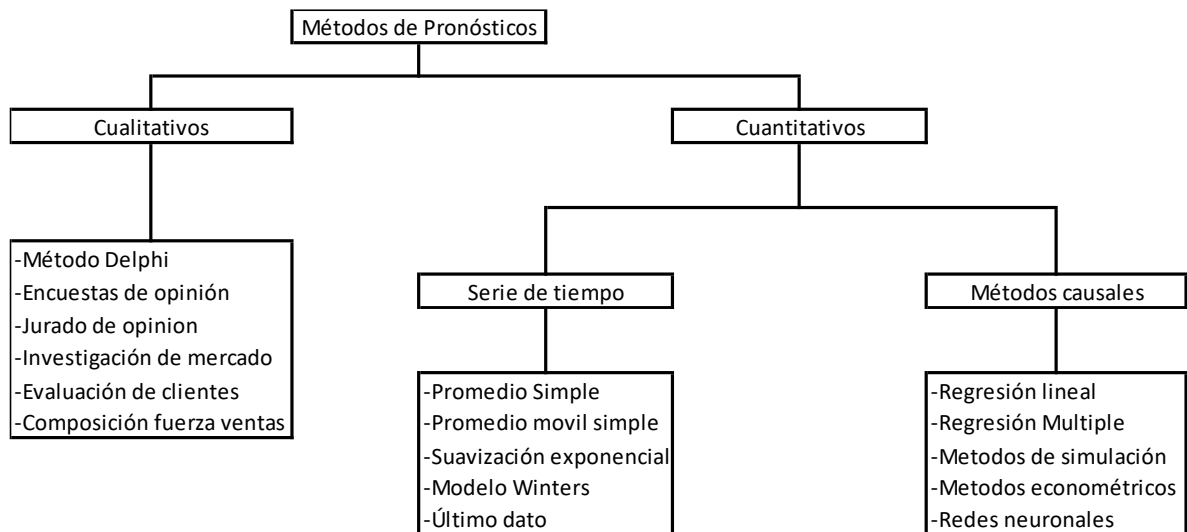 Métodos de Pronósticos
Cualitativos
Cuantitativos
-Método Delphi
-Encuestas de opinión
-Jurado de opinion
-Investigación de mercado
-Evaluación de clientes
-Composición fuerza ventas
Serie de tiempo
Métodos causales
-Promedio Simple
-Promedio movil simple
-Suavización exponencial
-Modelo Winters
-Último dato
-Regresión lineal
-Regresión Multiple
-Metodos de simulación
-Metodos econométricos
-Redes neuronales